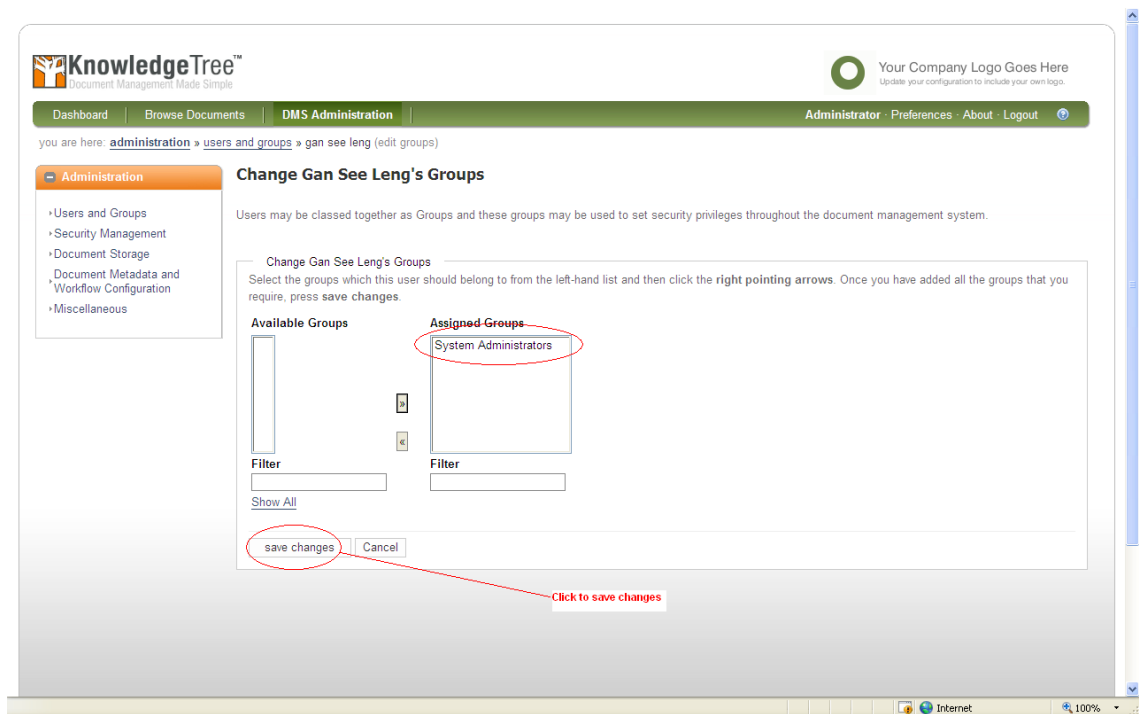 KnowledgeTree™
Document Management Made Simple
Your Company Logo Goes Here
Update your configuration to include your own logo.
Dashboard Browse Documents DMS Administration Administrator · Preferences · About · Logout ?
you are here: administration » users and groups » gan see leng (edit groups)
Administration
Users and Groups
Security Management
Document Storage
Document Metadata and
Workflow Configuration
Miscellaneous
Change Gan See Leng's Groups
Users may be classed together as Groups and these groups may be used to set security privileges throughout the document management system.
Change Gan See Leng's Groups
Select the groups which this user should belong to from the left-hand list and then click the right pointing arrows. Once you have added all the groups that you
require, press save changes.
Available Groups Assigned Groups
System Administrators
»
«
Filter Filter
Show All
save changes Cancel
Click to save changes
Internet 100%